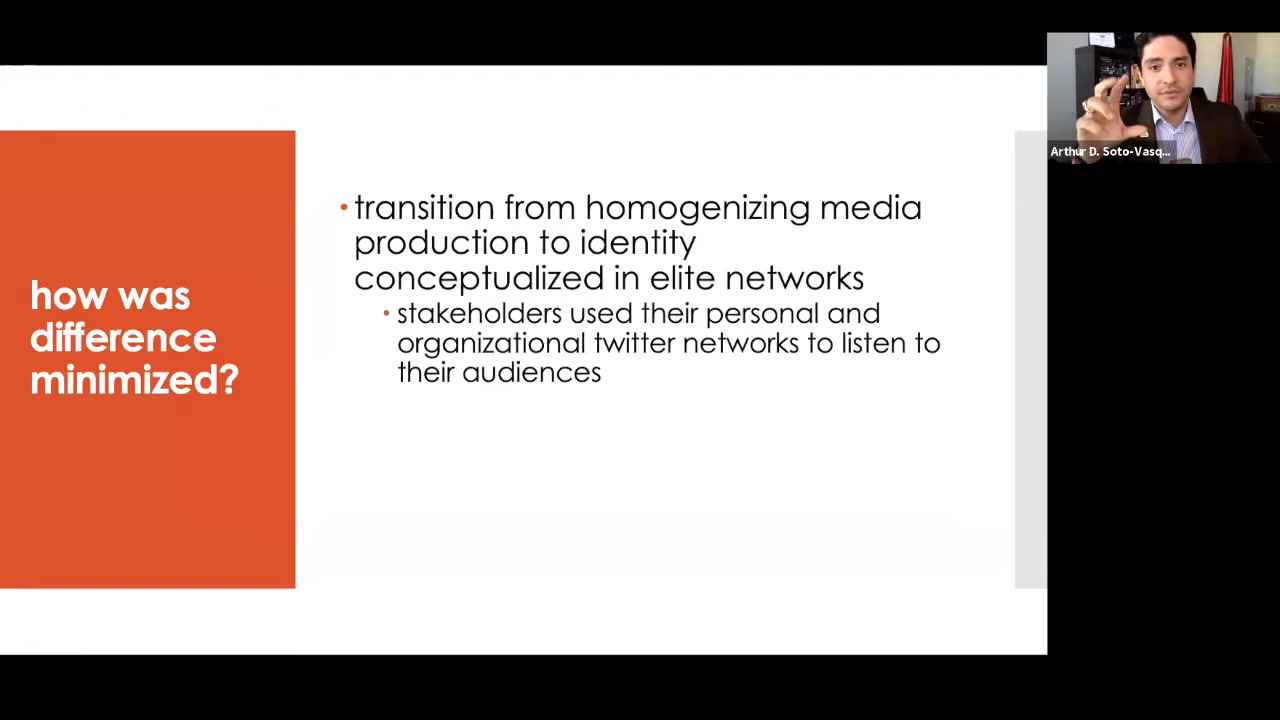 how was
difference
minimized?
• transition from homogenizing media
production to identity
conceptualized in elite networks
• stakeholders used their personal and
organizational twitter networks to listen to
their audiences
Arthur D. Soto-Vasq...